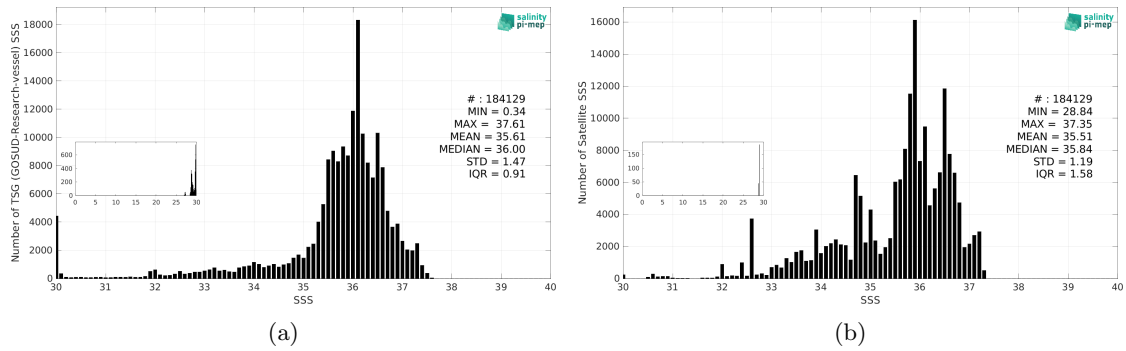 18000
16000
14000
12000
10000
8000
6000
4000
2000
0
Number of TSG (GOSUD-Research-vessel) SSS
salinity
pi-mep
# : 184129
MIN = 0.34
MAX = 37.61
MEAN = 35.61
MEDIAN = 36.00
STD = 1.47
IQR = 0.91
600
400
200
0
0 5 10 15 20 25 30
30 31 32 33 34 35 36 37 38 39 40
SSS
(a)
16000
14000
12000
10000
8000
6000
4000
2000
0
Number of Satellite SSS
salinity
pi-mep
# : 184129
MIN = 28.84
MAX = 37.35
MEAN = 35.51
MEDIAN = 35.84
STD = 1.19
IQR = 1.58
150
100
50
0
0 5 10 15 20 25 30
30 31 32 33 34 35 36 37 38 39 40
SSS
(b)